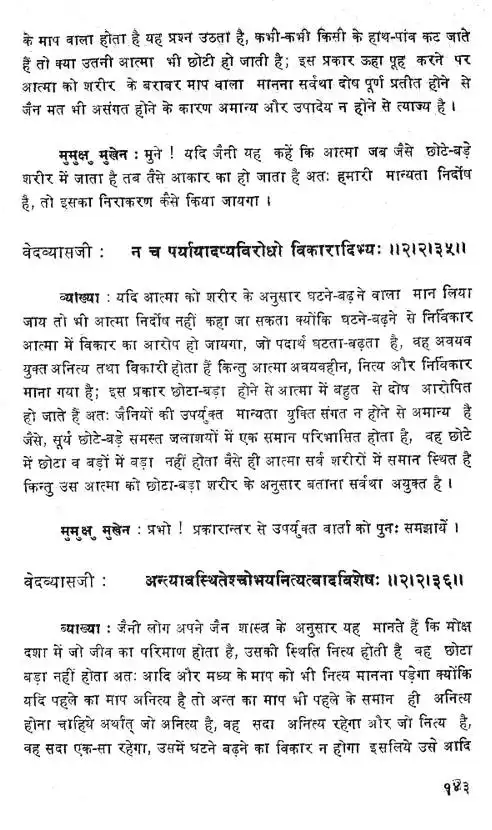 के माप वाला होता है यह प्रश्न उठता है, कभी-कभी किसी के हाथ-पांव कट जाते
हैं तो क्या उतनी आत्मा भी छोटी हो जाती है; इस प्रकार ऊहा पूह करने पर
आत्मा को शरीर के बराबर माप वाला मानना सर्वथा दोष पूर्ण प्रतीत होने से
जैन मत भी असंगत होने के कारण अमान्य और उपादेय न होने से त्याज्य है ।
मुमुक्षु मुखेन : मुने ! यदि जैनी यह कहें कि आत्मा जब जैसे छोटे-बड़े
शरीर में जाता है तब तैसे आकार का हो जाता है अतः हमारी मान्यता निर्दोष
है, तो इसका निराकरण कैसे किया जायगा ।
वेदव्यासजी : न च पर्यायादप्यविरोधो विकारादिभ्यः ॥२।२।३५॥
व्याख्या : यदि आत्मा को शरीर के अनुसार घटने-बढ़ने वाला मान लिया
जाय तो भी आत्मा निर्दोष नहीं कहा जा सकता क्योंकि घटने-बढ़ने से निर्विकार
आत्मा में विकार का आरोप हो जायगा, जो पदार्थ घटता-बढ़ता है, वह अवयव
युक्त अनित्य तथा विकारी होता हैं किन्तु आत्मा अवयवहीन, नित्य और निर्विकार
माना गया है; इस प्रकार छोटा-बड़ा होने से आत्मा में बहुत से दोष आरोपित
हो जाते हैं अतः जैनियों की उपर्युक्त मान्यता युक्ति संगत न होने से अमान्य है
जैसे, सूर्य छोटे-बड़े समस्त जलाशयों में एक समान परिभासित होता है, वह छोटे
में छोटा व बड़ों में बड़ा नहीं होता वैसे ही आत्मा सर्व शरीरों में समान स्थित है
किन्तु उस आत्मा को छोटा-बड़ा शरीर के अनुसार बताना सर्वथा अयुक्त है ।
मुमुक्षु मुखेन : प्रभो ! प्रकारान्तर से उपर्युक्त वार्ता को पुनः समझायें ।
वेदव्यासजी : अन्त्यावस्थितेश्चोभयनित्यत्वादविशेषः ॥२।२।३६॥
व्याख्या : जैनी लोग अपने जैन शास्त्र के अनुसार यह मानते हैं कि मोक्ष
दशा में जो जीव का परिमाण होता है, उसकी स्थिति नित्य होती है वह छोटा
बड़ा नहीं होता अतः आदि और मध्य के माप को भी नित्य मानना पड़ेगा क्योंकि
यदि पहले का माप अनित्य है तो अन्त का माप भी पहले के समान ही अनित्य
होना चाहिये अर्थात् जो अनित्य है, वह सदा अनित्य रहेगा और जो नित्य है,
वह सदा एक-सा रहेगा, उसमें घटने बढ़ने का विकार न होगा इसलिये उसे आदि
१४३